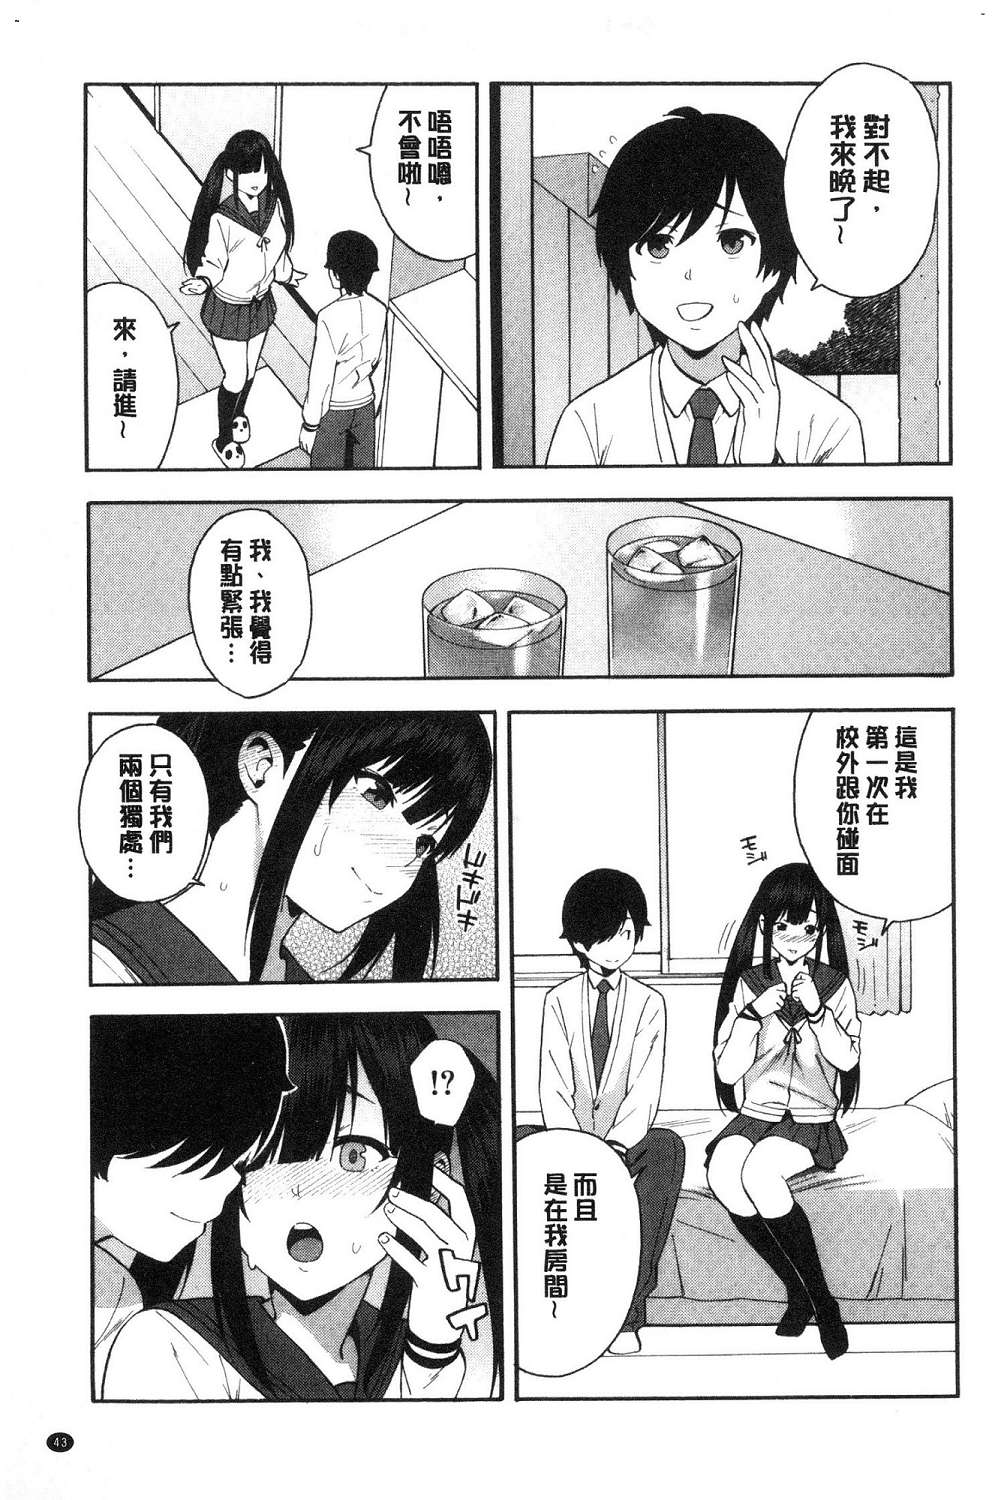 對不起，
我來晚了～
唔唔嗯，
不會啦～
來，請進～
我、我覺得
有點緊張…
這是我
第一次在
校外跟你碰面
モジ
モジ
而且
是在我房間～
只有我們
兩個獨處…
ドキドキ
!?
クイッ
43